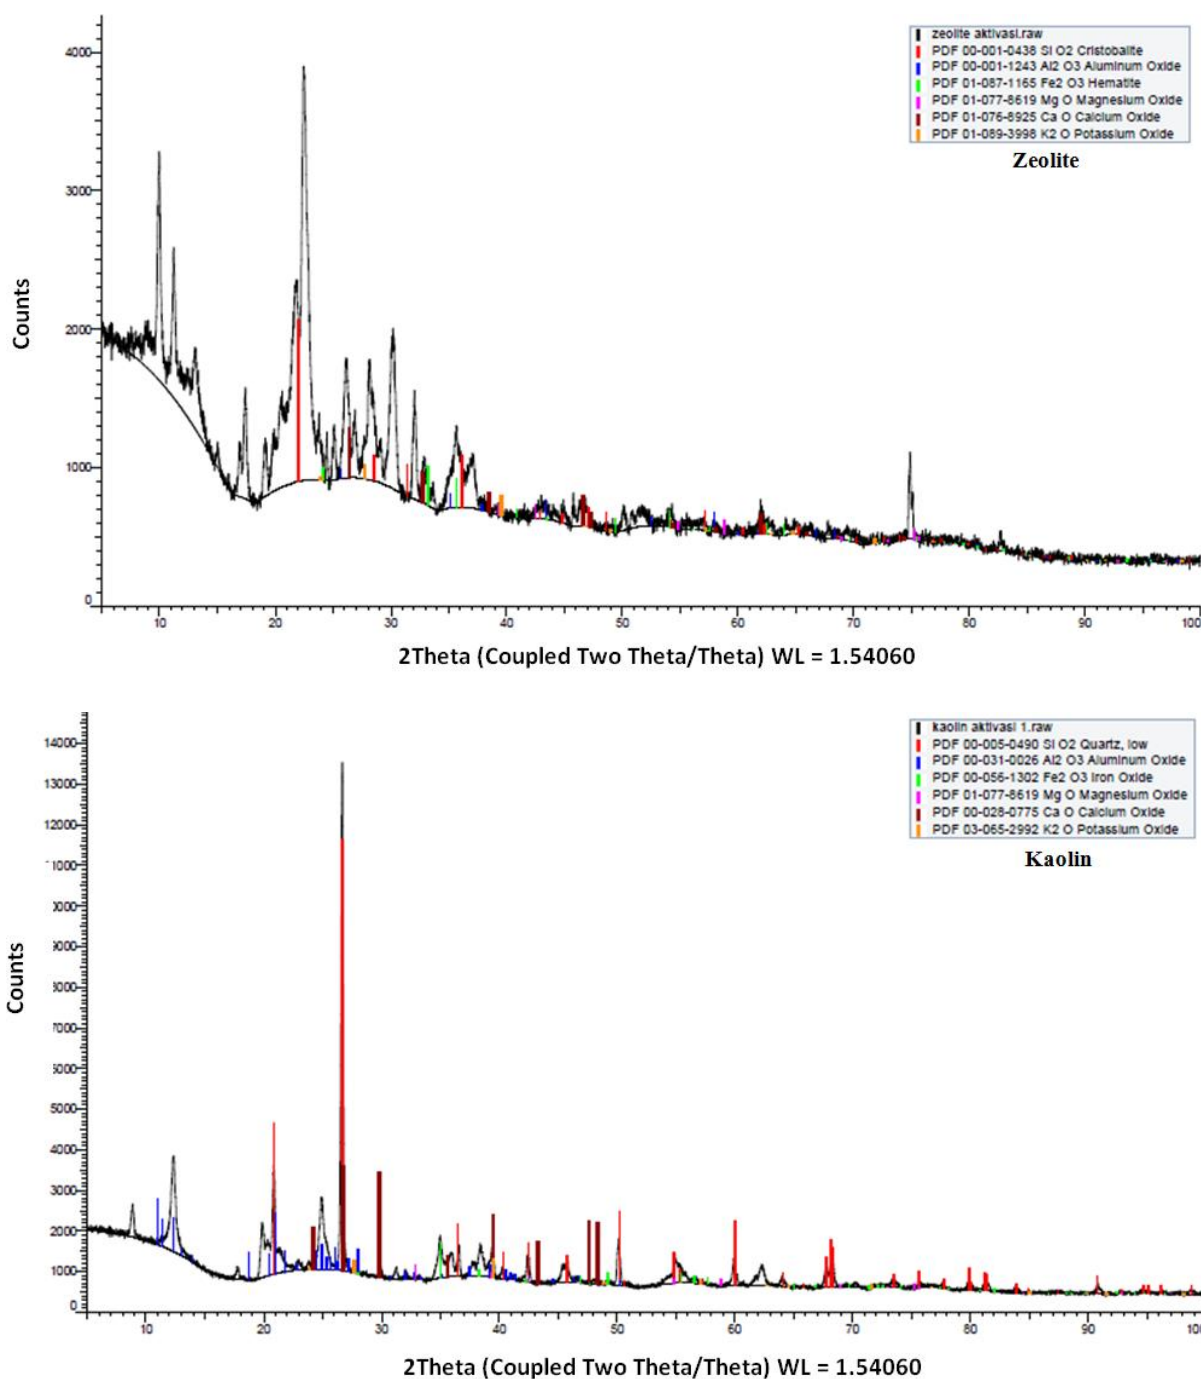 zeolite aktivasi.raw
PDF 00-001-0438 Si O2 Cristobalite
PDF 00-001-1243 Al2 O3 Aluminum Oxide
PDF 01-087-1165 Fe2 O3 Hematite
PDF 01-077-8619 Mg O Magnesium Oxide
PDF 01-076-8925 Ca O Calcium Oxide
PDF 01-089-3998 K2 O Potassium Oxide
Zeolite
Counts
4000
3000
2000
1000
0
10 20 30 40 50 60 70 80 90 100
2Theta (Coupled Two Theta/Theta) WL = 1.54060
kaolin aktivasi 1.raw
PDF 00-005-0490 Si O2 Quartz, low
PDF 00-031-0026 Al2 O3 Aluminum Oxide
PDF 00-056-1302 Fe2 O3 Iron Oxide
PDF 01-077-8619 Mg O Magnesium Oxide
PDF 00-028-0775 Ca O Calcium Oxide
PDF 03-065-2992 K2 O Potassium Oxide
Kaolin
Counts
14000
13000
12000
1000
0000
9000
8000
7000
6000
5000
4000
3000
2000
1000
0
10 20 30 40 50 60 70 80 90 100
2Theta (Coupled Two Theta/Theta) WL = 1.54060